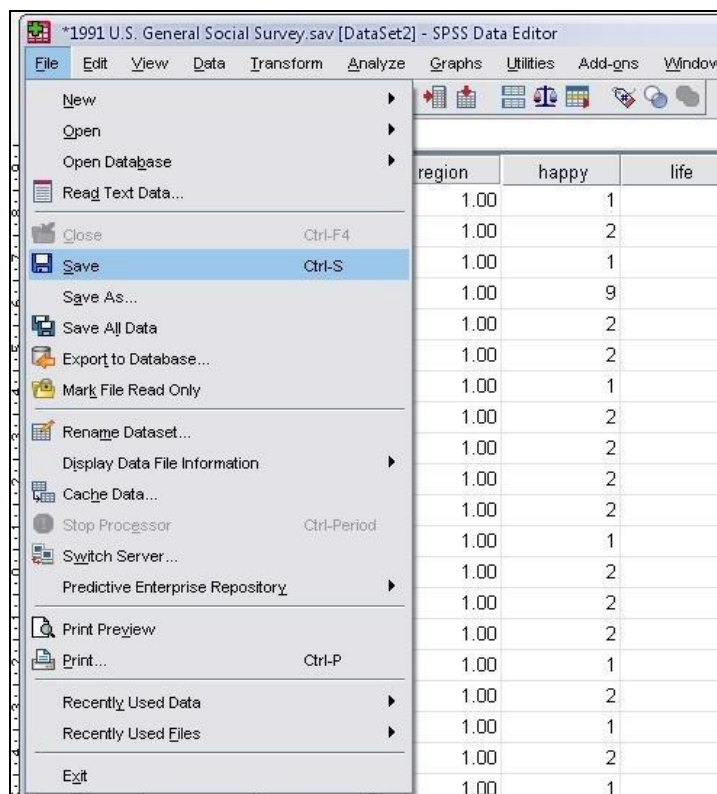 *1991 U.S. General Social Survey.sav [DataSet2] - SPSS Data Editor
File Edit View Data Transform Analyze Graphs Utilities Add-ons Window
New
Open
Open Database
Read Text Data...
Close Ctrl-F4
Save Ctrl-S
Save As...
Save All Data
Export to Database...
Mark File Read Only
Rename Dataset...
Display Data File Information
Cache Data...
Stop Processor Ctrl-Period
Switch Server...
Predictive Enterprise Repository
Print Preview
Print... Ctrl-P
Recently Used Data
Recently Used Files
Exit
region happy life
1.00 1
1.00 2
1.00 1
1.00 9
1.00 2
1.00 2
1.00 1
1.00 2
1.00 2
1.00 2
1.00 2
1.00 1
1.00 2
1.00 2
1.00 2
1.00 1
1.00 2
1.00 1
1.00 2
1.00 1